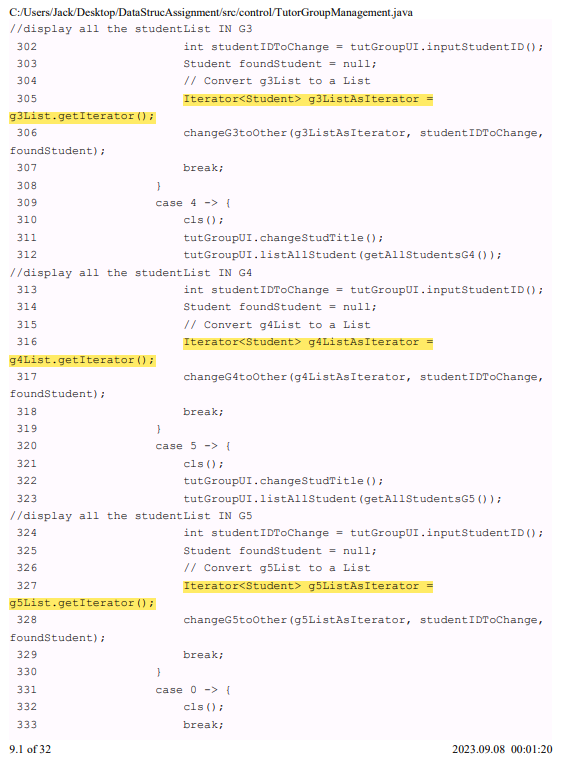 C:/Users/Jack/Desktop/DataStrucAssignment/src/control/TutorGroupManagement.java
//display all the studentList IN G3
302 int studentIDToChange = tutGroupUI.inputStudentID();
303 Student foundStudent = null;
304 // Convert g3List to a List
305 Iterator<Student> g3ListAsIterator =
g3List.getIterator();
306 changeG3toOther(g3ListAsIterator, studentIDToChange,
foundStudent);
307 break;
308 }
309 case 4 -> {
310 cls();
311 tutGroupUI.changeStudTitle();
312 tutGroupUI.listAllStudent(getAllStudentsG4());
//display all the studentList IN G4
313 int studentIDToChange = tutGroupUI.inputStudentID();
314 Student foundStudent = null;
315 // Convert g4List to a List
316 Iterator<Student> g4ListAsIterator =
g4List.getIterator();
317 changeG4toOther(g4ListAsIterator, studentIDToChange,
foundStudent);
318 break;
319 }
320 case 5 -> {
321 cls();
322 tutGroupUI.changeStudTitle();
323 tutGroupUI.listAllStudent(getAllStudentsG5());
//display all the studentList IN G5
324 int studentIDToChange = tutGroupUI.inputStudentID();
325 Student foundStudent = null;
326 // Convert g5List to a List
327 Iterator<Student> g5ListAsIterator =
g5List.getIterator();
328 changeG5toOther(g5ListAsIterator, studentIDToChange,
foundStudent);
329 break;
330 }
331 case 0 -> {
332 cls();
333 break;
9.1 of 32 2023.09.08 00:01:20